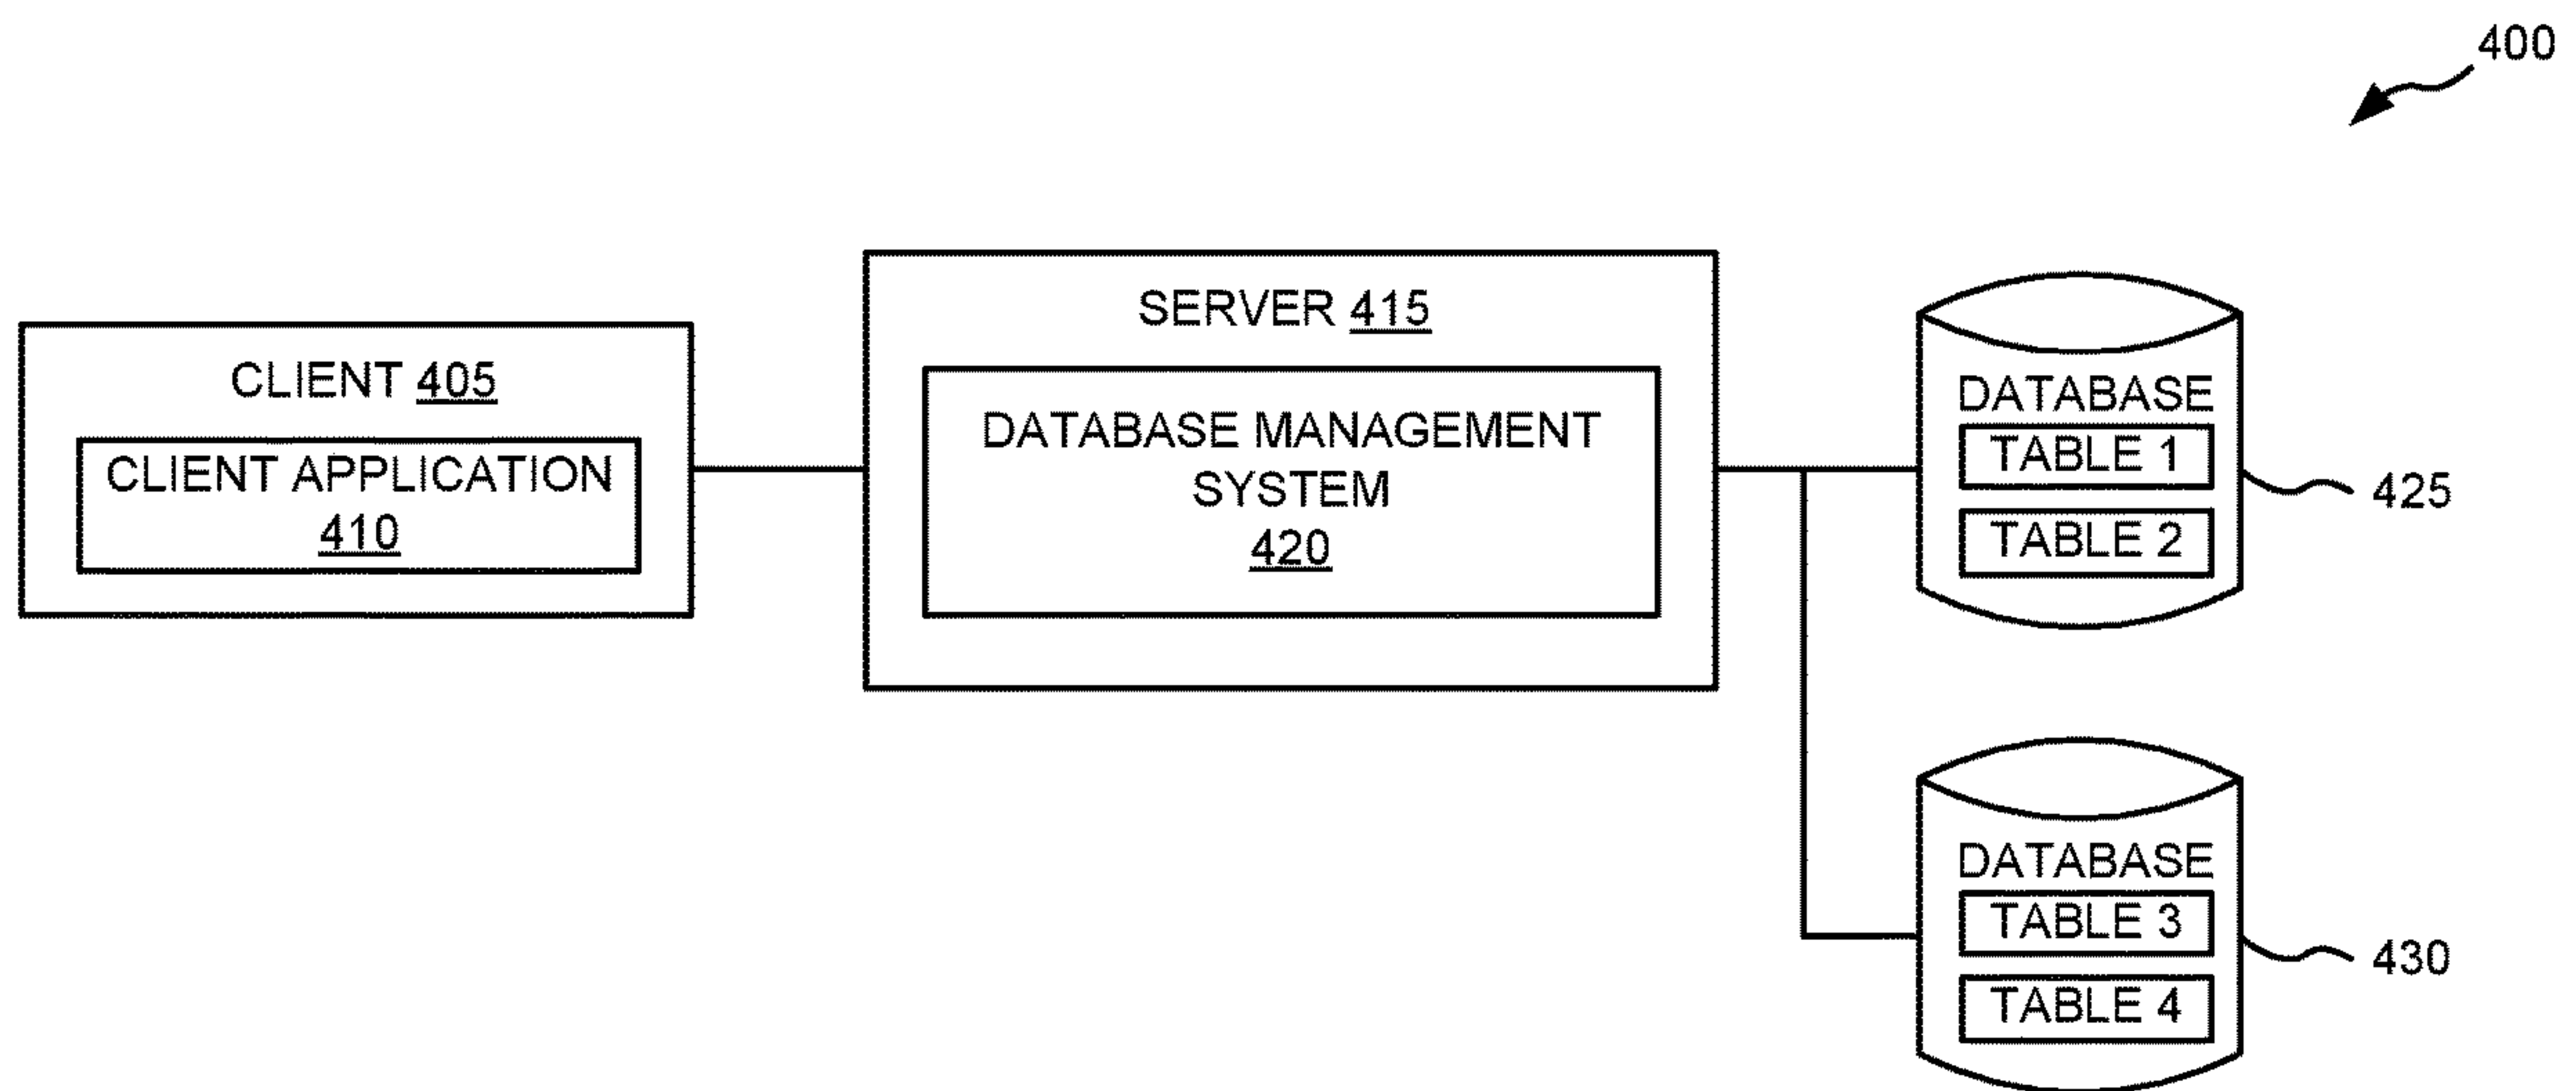 400
CLIENT 405
CLIENT APPLICATION
410
SERVER 415
DATABASE MANAGEMENT
SYSTEM
420
DATABASE
TABLE 1
TABLE 2
425
DATABASE
TABLE 3
TABLE 4
430